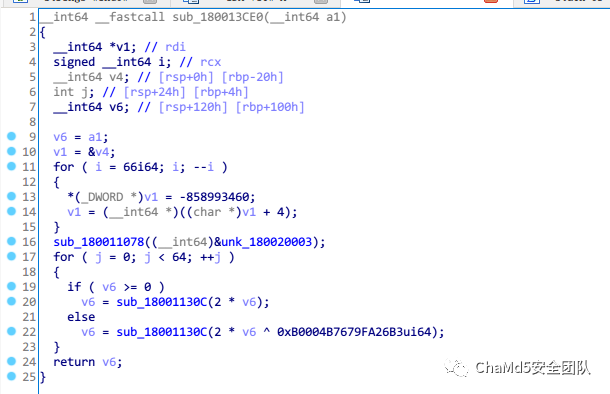 1 __int64 __fastcall sub_180013CE0(__int64 a1)
2 {
3 __int64 *v1; // rdi
4 signed __int64 i; // rcx
5 __int64 v4; // [rsp+0h] [rbp-20h]
6 int j; // [rsp+24h] [rbp+4h]
7 __int64 v6; // [rsp+120h] [rbp+100h]
8
9 v6 = a1;
10 v1 = &v4;
11 for ( i = 66i64; i; --i )
12 {
13 *(_DWORD *)v1 = -858993460;
14 v1 = (__int64 *)((char *)v1 + 4);
15 }
16 sub_180011078((__int64)&unk_180020003);
17 for ( j = 0; j < 64; ++j )
18 {
19 if ( v6 >= 0 )
20 v6 = sub_18001130C(2 * v6);
21 else
22 v6 = sub_18001130C(2 * v6 ^ 0xB0004B7679FA26B3ui64);
23 }
24 return v6;
25 }
ChaMd5安全团队